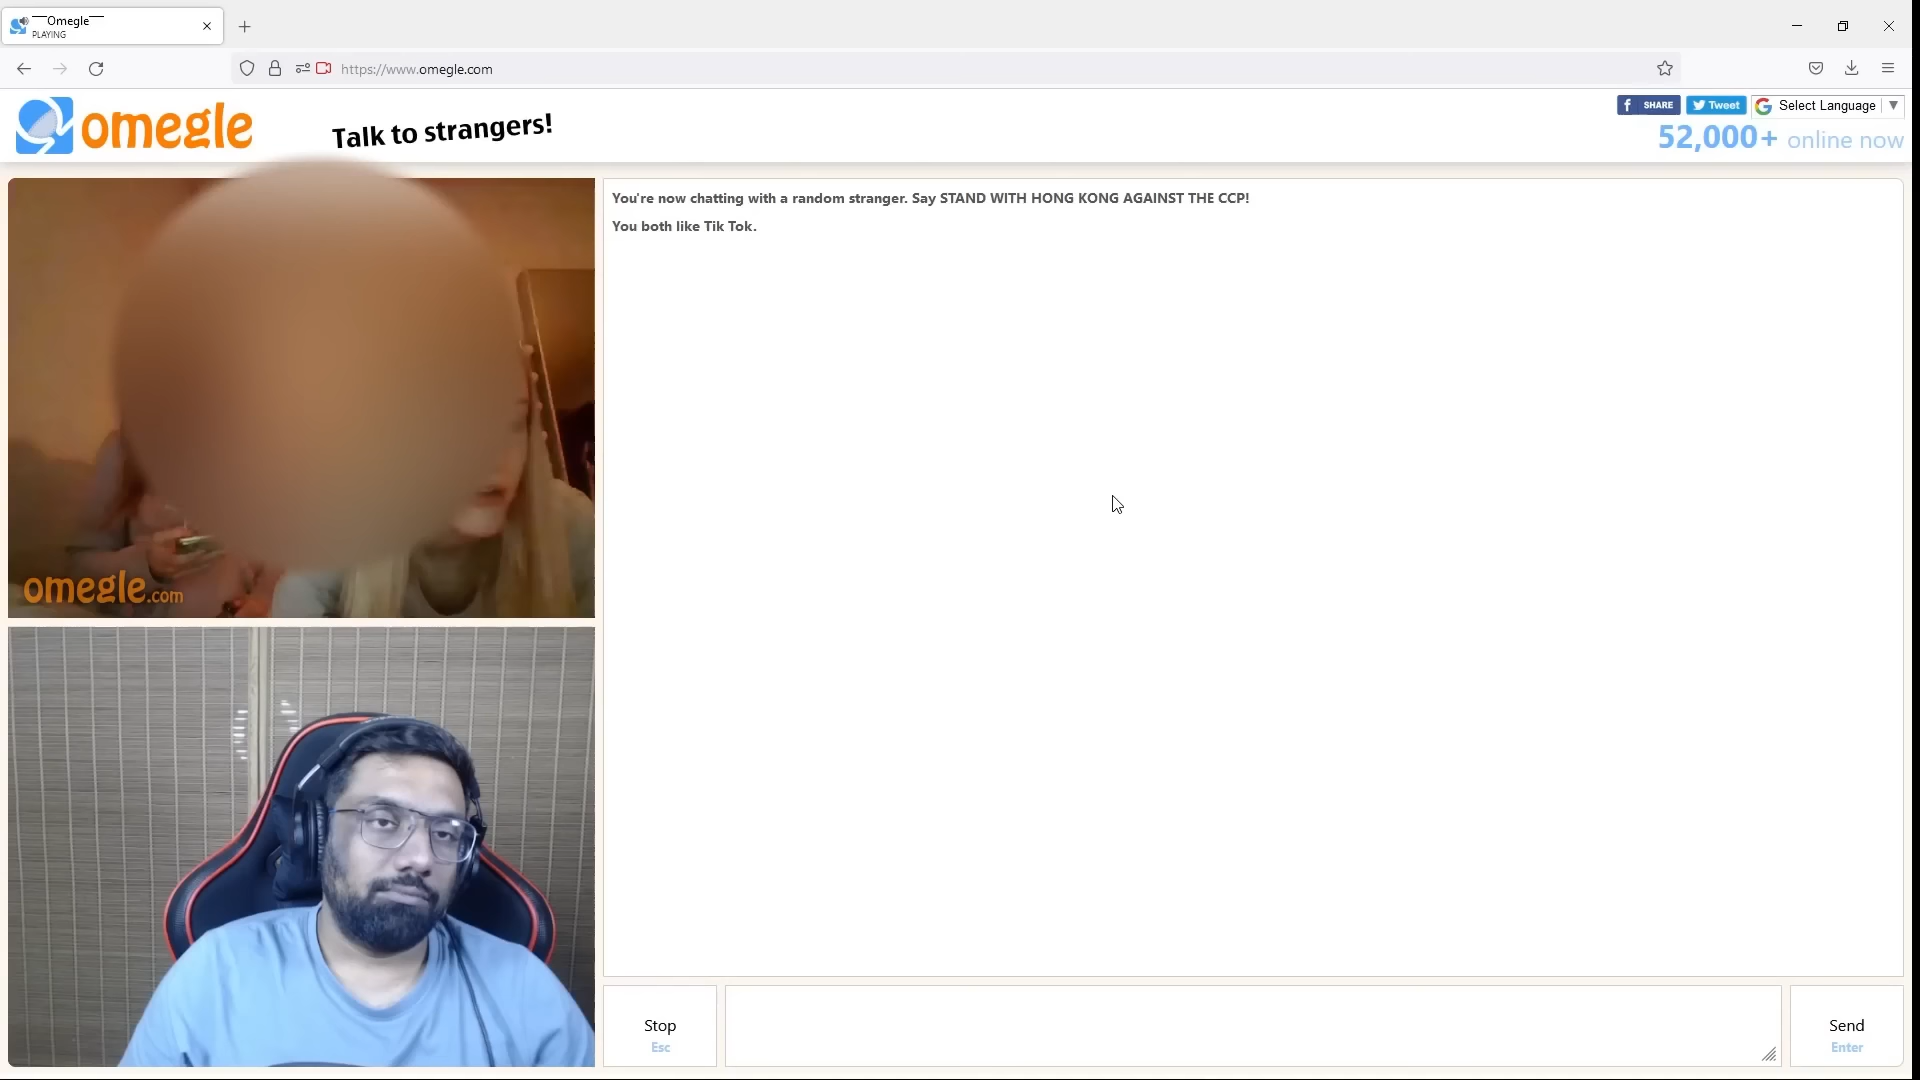 Omegle
PLAYING
https://www.omegle.com
omegle
Talk to strangers!
SHARE
Tweet
Select Language
52,000+ online now
You're now chatting with a random stranger. Say STAND WITH HONG KONG AGAINST THE CCP!
You both like Tik Tok.
omegle.com
Stop
Esc
Send
Enter